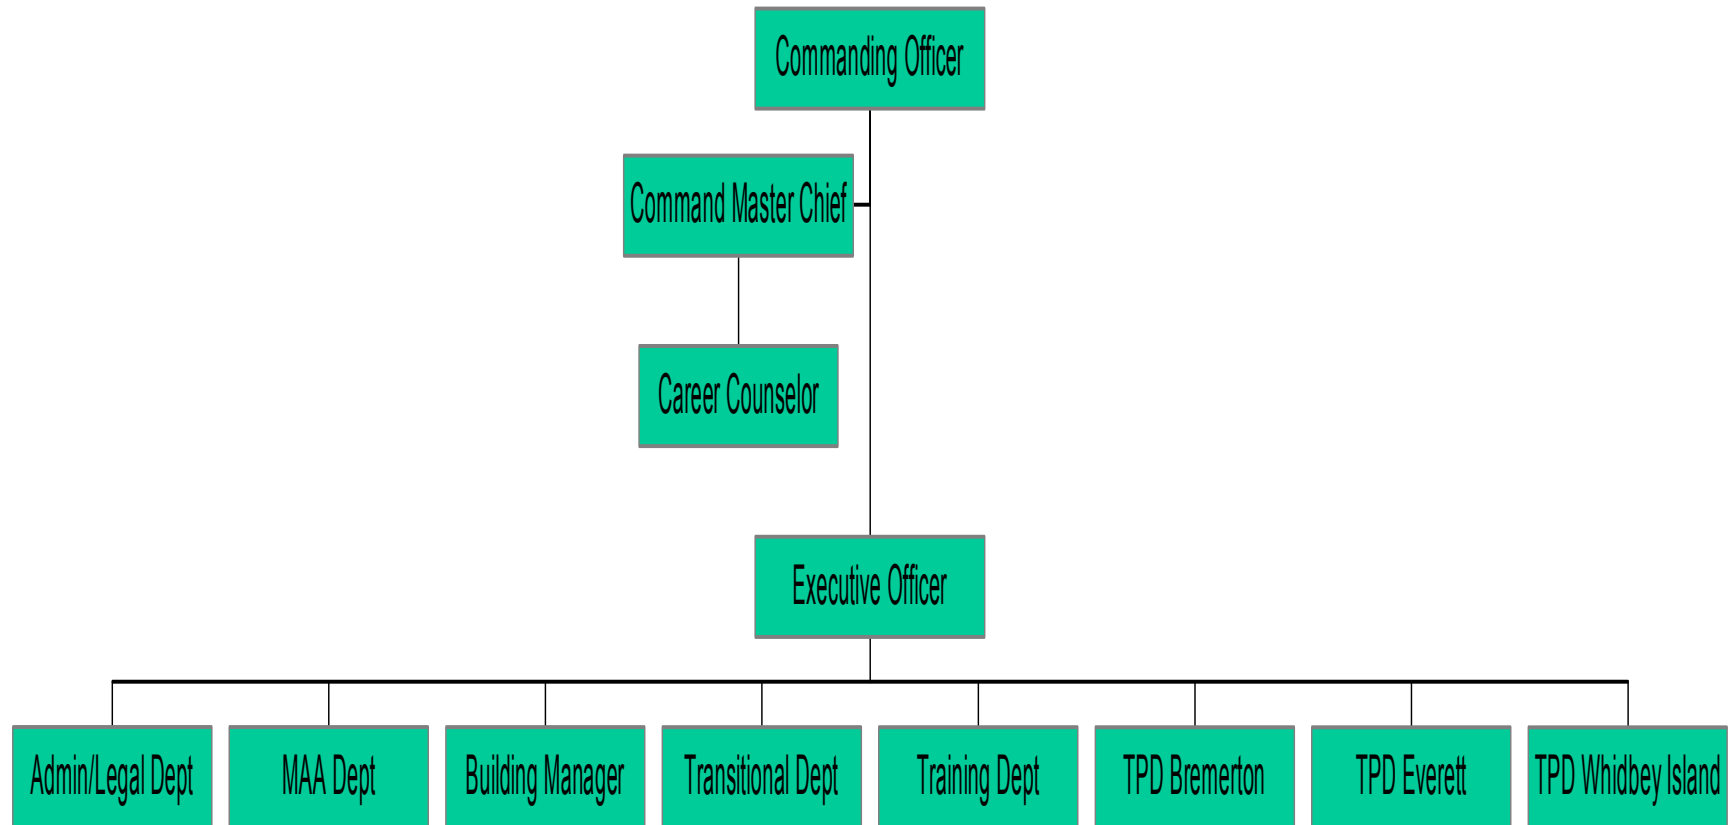 Commanding Officer
Command Master Chief
Career Counselor
Executive Officer
Admin/Legal Dept
MAA Dept
Building Manager
Transitional Dept
Training Dept
TPD Bremerton
TPD Everett
TPD Whidbey Island